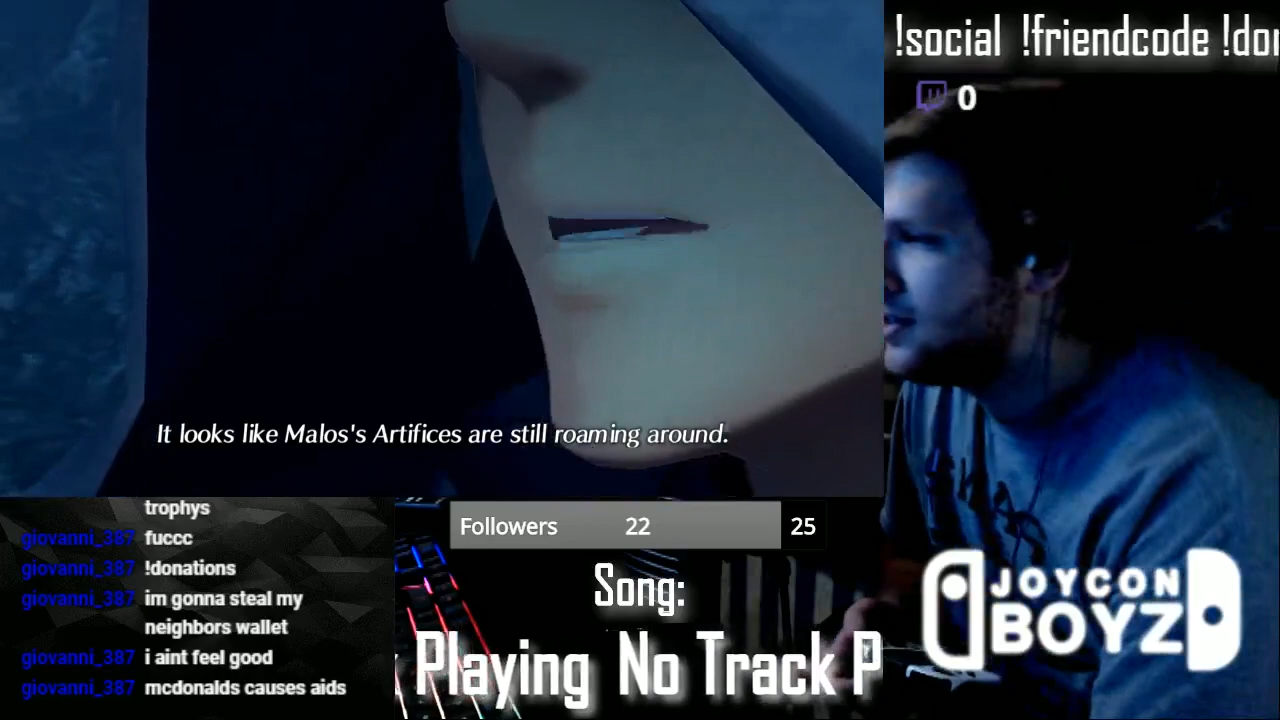 !social !friendcode !don
0
It looks like Malos's Artifices are still roaming around.
trophys
giovanni_387 fuccc
giovanni_387 !donations
giovanni_387 im gonna steal my
neighbors wallet
giovanni_387 i aint feel good
giovanni_387 mcdonalds causes aids
Followers 22 25
Song:
Playing No Track P
JOYCON
BOYZ